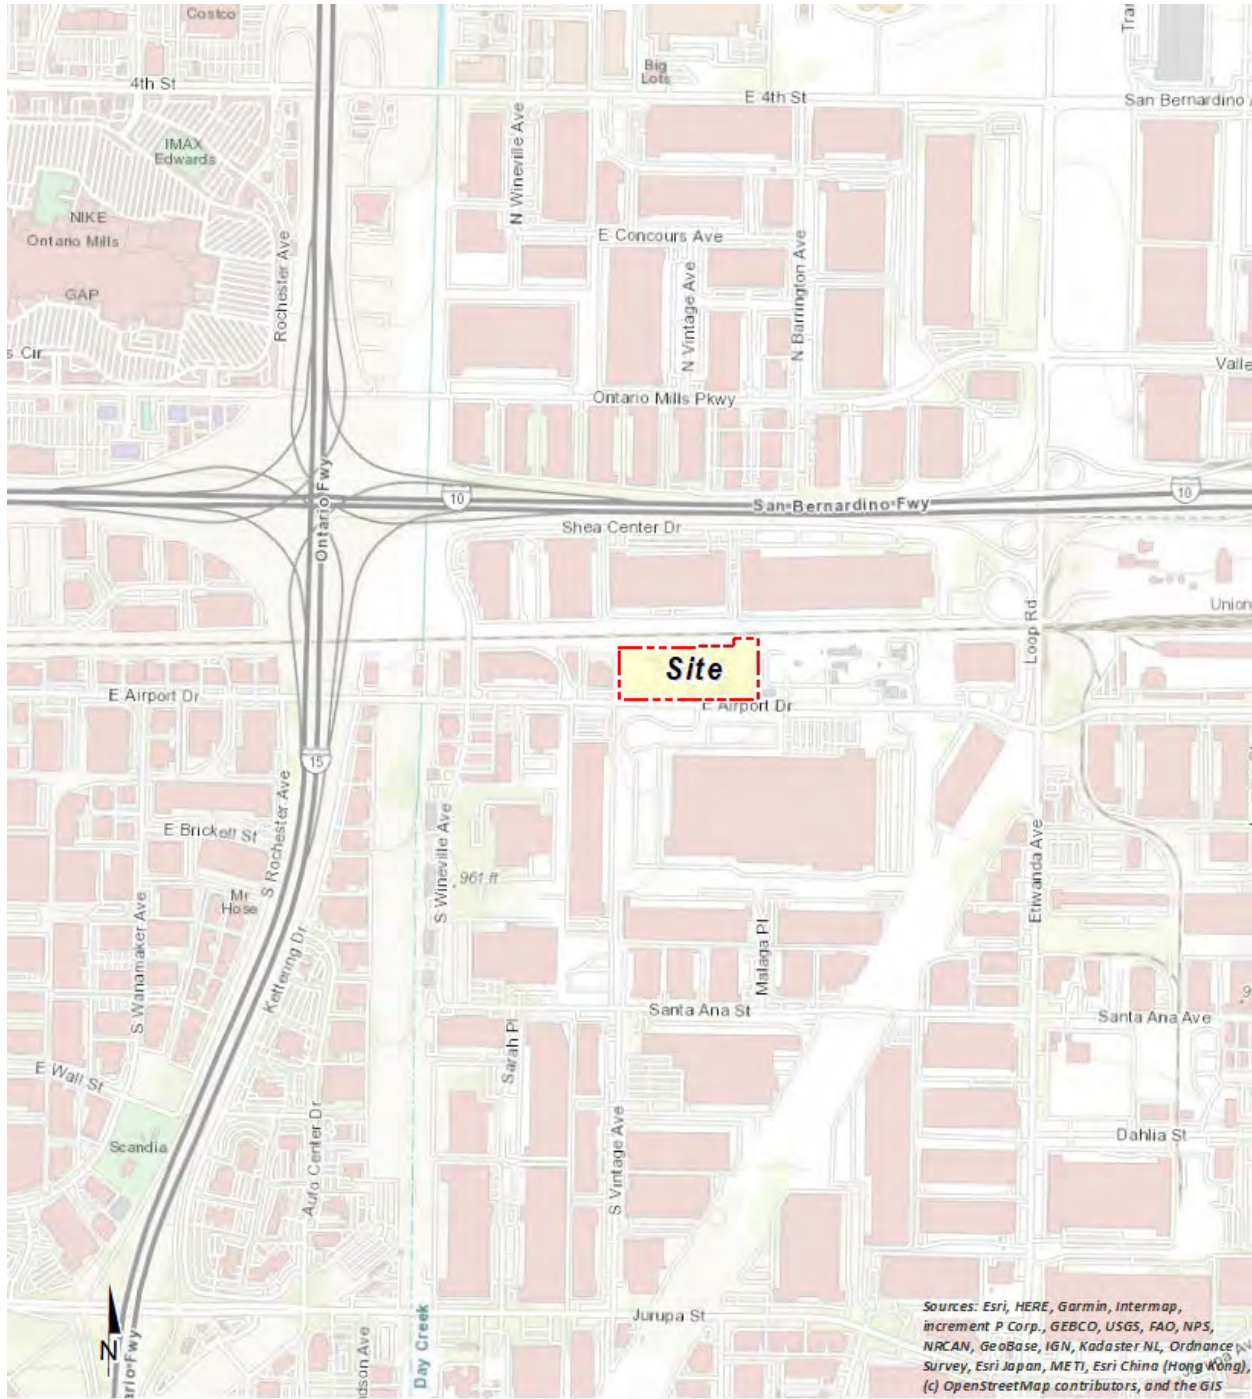 Costco
Tra
4th St
Big
Lots
E 4th St
San Bernardino
IMAX
Edwards
N Wineville Ave
NIKE
Ontario Mills
GAP
Rochester Ave
E Concours Ave
N Vintage Ave
N Barrington Ave
s Cir
Valle
Ontario Mills Pkwy
Ontario Fwy
10
San Bernardino Fwy
10
Shea Center Dr
Union
Loop Rd
Site
E Airport Dr
E Airport Dr
15
S Rochester Ave
E Brickell St
S Wineville Ave
961 ft
Mr
Hose
Etiwanda Ave
S Wanamaker Ave
Kettering Dr
Malaga Pl
Santa Ana St
Santa Ana Ave
Sarah Pl
E Wall St
Scandia
Auto Center Dr
S Vintage Ave
Dahlia St
Day Creek
Jurupa St
N
rio Fwy
dson Ave
Sources: Esri, HERE, Garmin, Intermap,
increment P Corp., GEBCO, USGS, FAO, NPS,
NRCAN, GeoBase, IGN, Kadaster NL, Ordnance
Survey, Esri Japan, METI, Esri China (Hong Kong),
(c) OpenStreetMap contributors, and the GIS